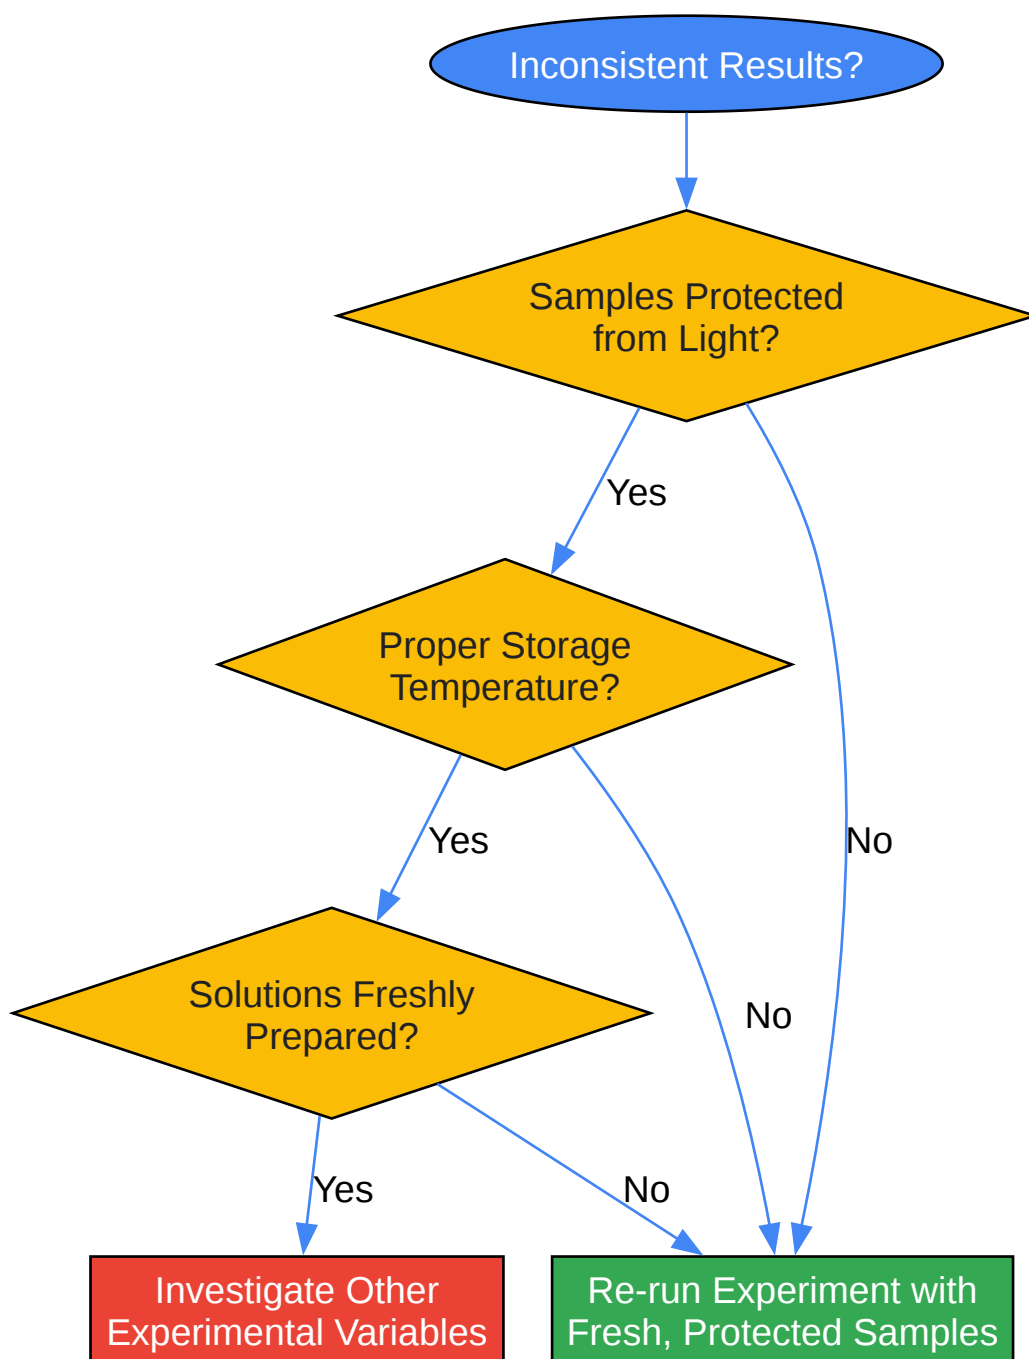 Inconsistent Results?
Samples Protected
from Light?
Yes
Proper Storage
Temperature?
Yes
No
Solutions Freshly
Prepared?
No
Yes
No
Investigate Other
Experimental Variables
Re-run Experiment with
Fresh, Protected Samples